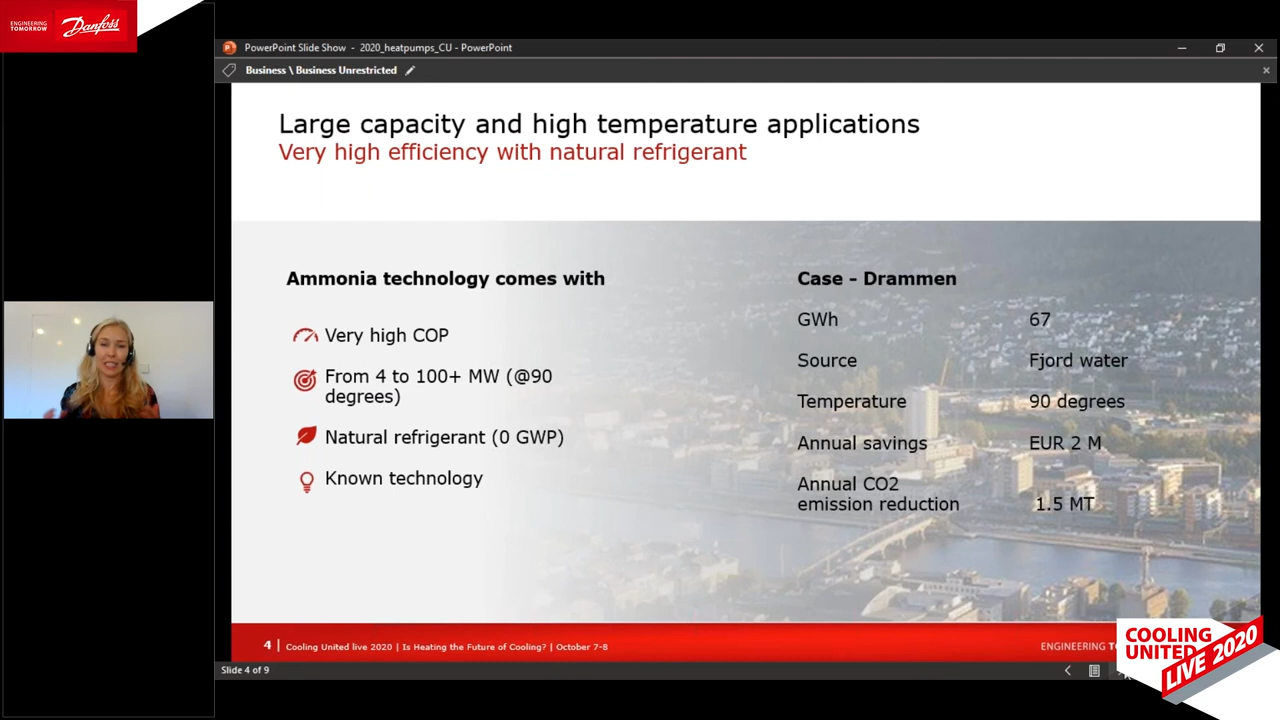 ENGINEERING
TOMORROW
Danfoss
PowerPoint Slide Show - 2020_heatpumps_CU - PowerPoint
Business \ Business Unrestricted
Large capacity and high temperature applications
Very high efficiency with natural refrigerant
Ammonia technology comes with
Very high COP
From 4 to 100+ MW (@90
degrees)
Natural refrigerant (0 GWP)
Known technology
Case - Drammen
GWh 67
Source Fjord water
Temperature 90 degrees
Annual savings EUR 2 M
Annual CO2
emission reduction 1.5 MT
4 | Cooling United live 2020 | Is Heating the Future of Cooling? | October 7-8
ENGINEERING
Slide 4 of 9
COOLING
UNITED
LIVE 2020